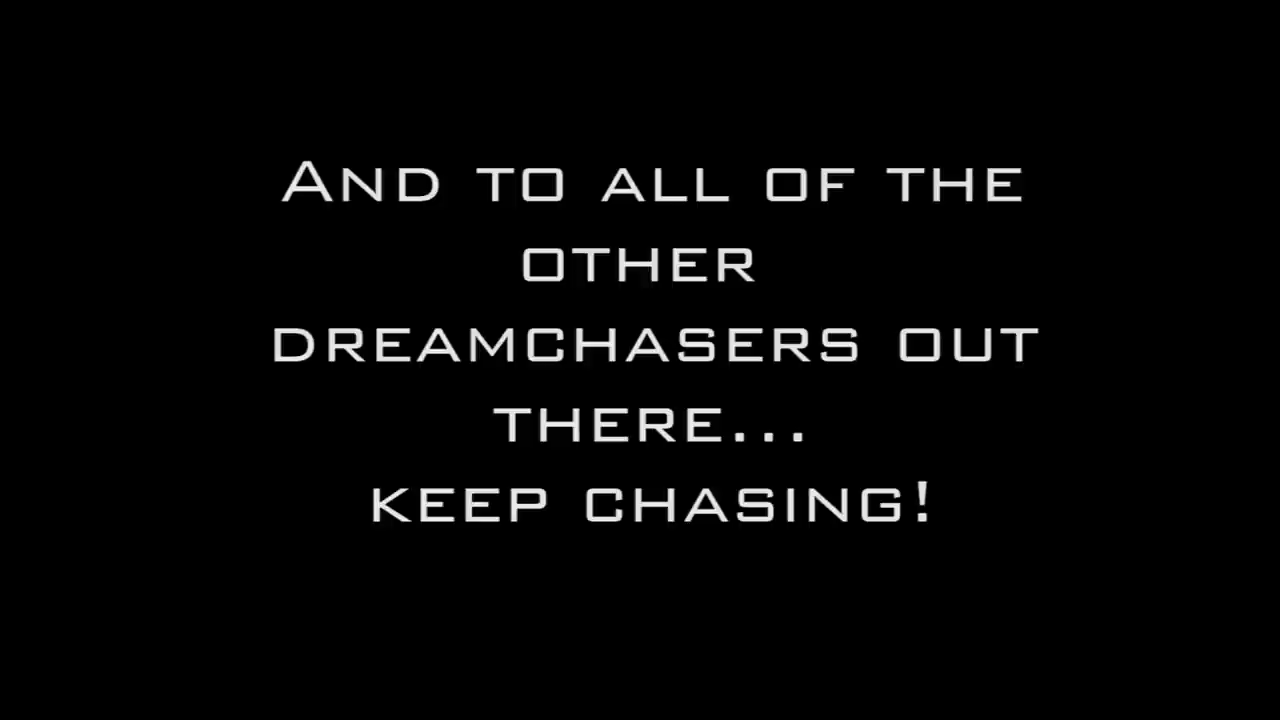 And to all of the
other
dreamchasers out
there...
keep chasing!